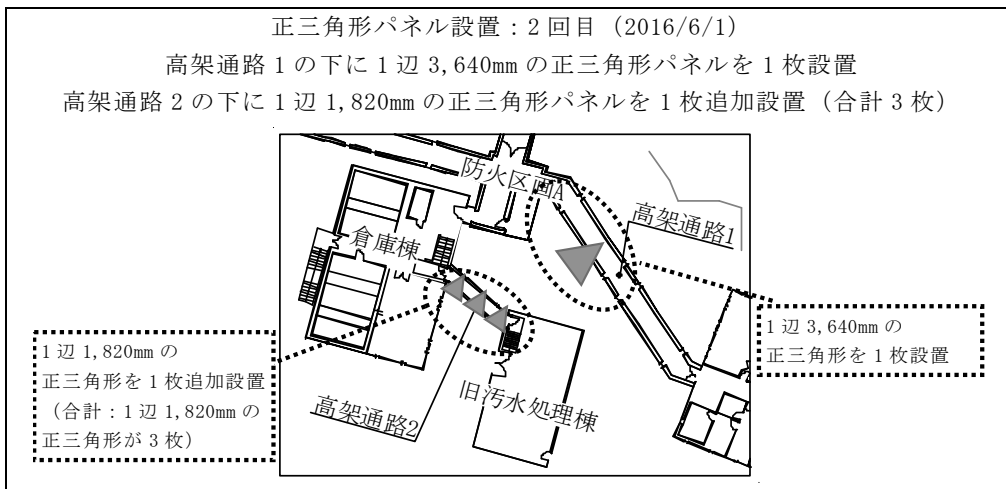 正三角形パネル設置：2回目（2016/6/1）
高架通路1の下に1辺3,640mmの正三角形パネルを1枚設置
高架通路2の下に1辺1,820mmの正三角形パネルを1枚追加設置（合計3枚）
防火区画A
高架通路1
倉庫棟
1辺3,640mmの
正三角形を1枚設置
1辺1,820mmの
正三角形を1枚追加設置
（合計：1辺1,820mmの
正三角形が3枚）
高架通路2
旧汚水処理棟